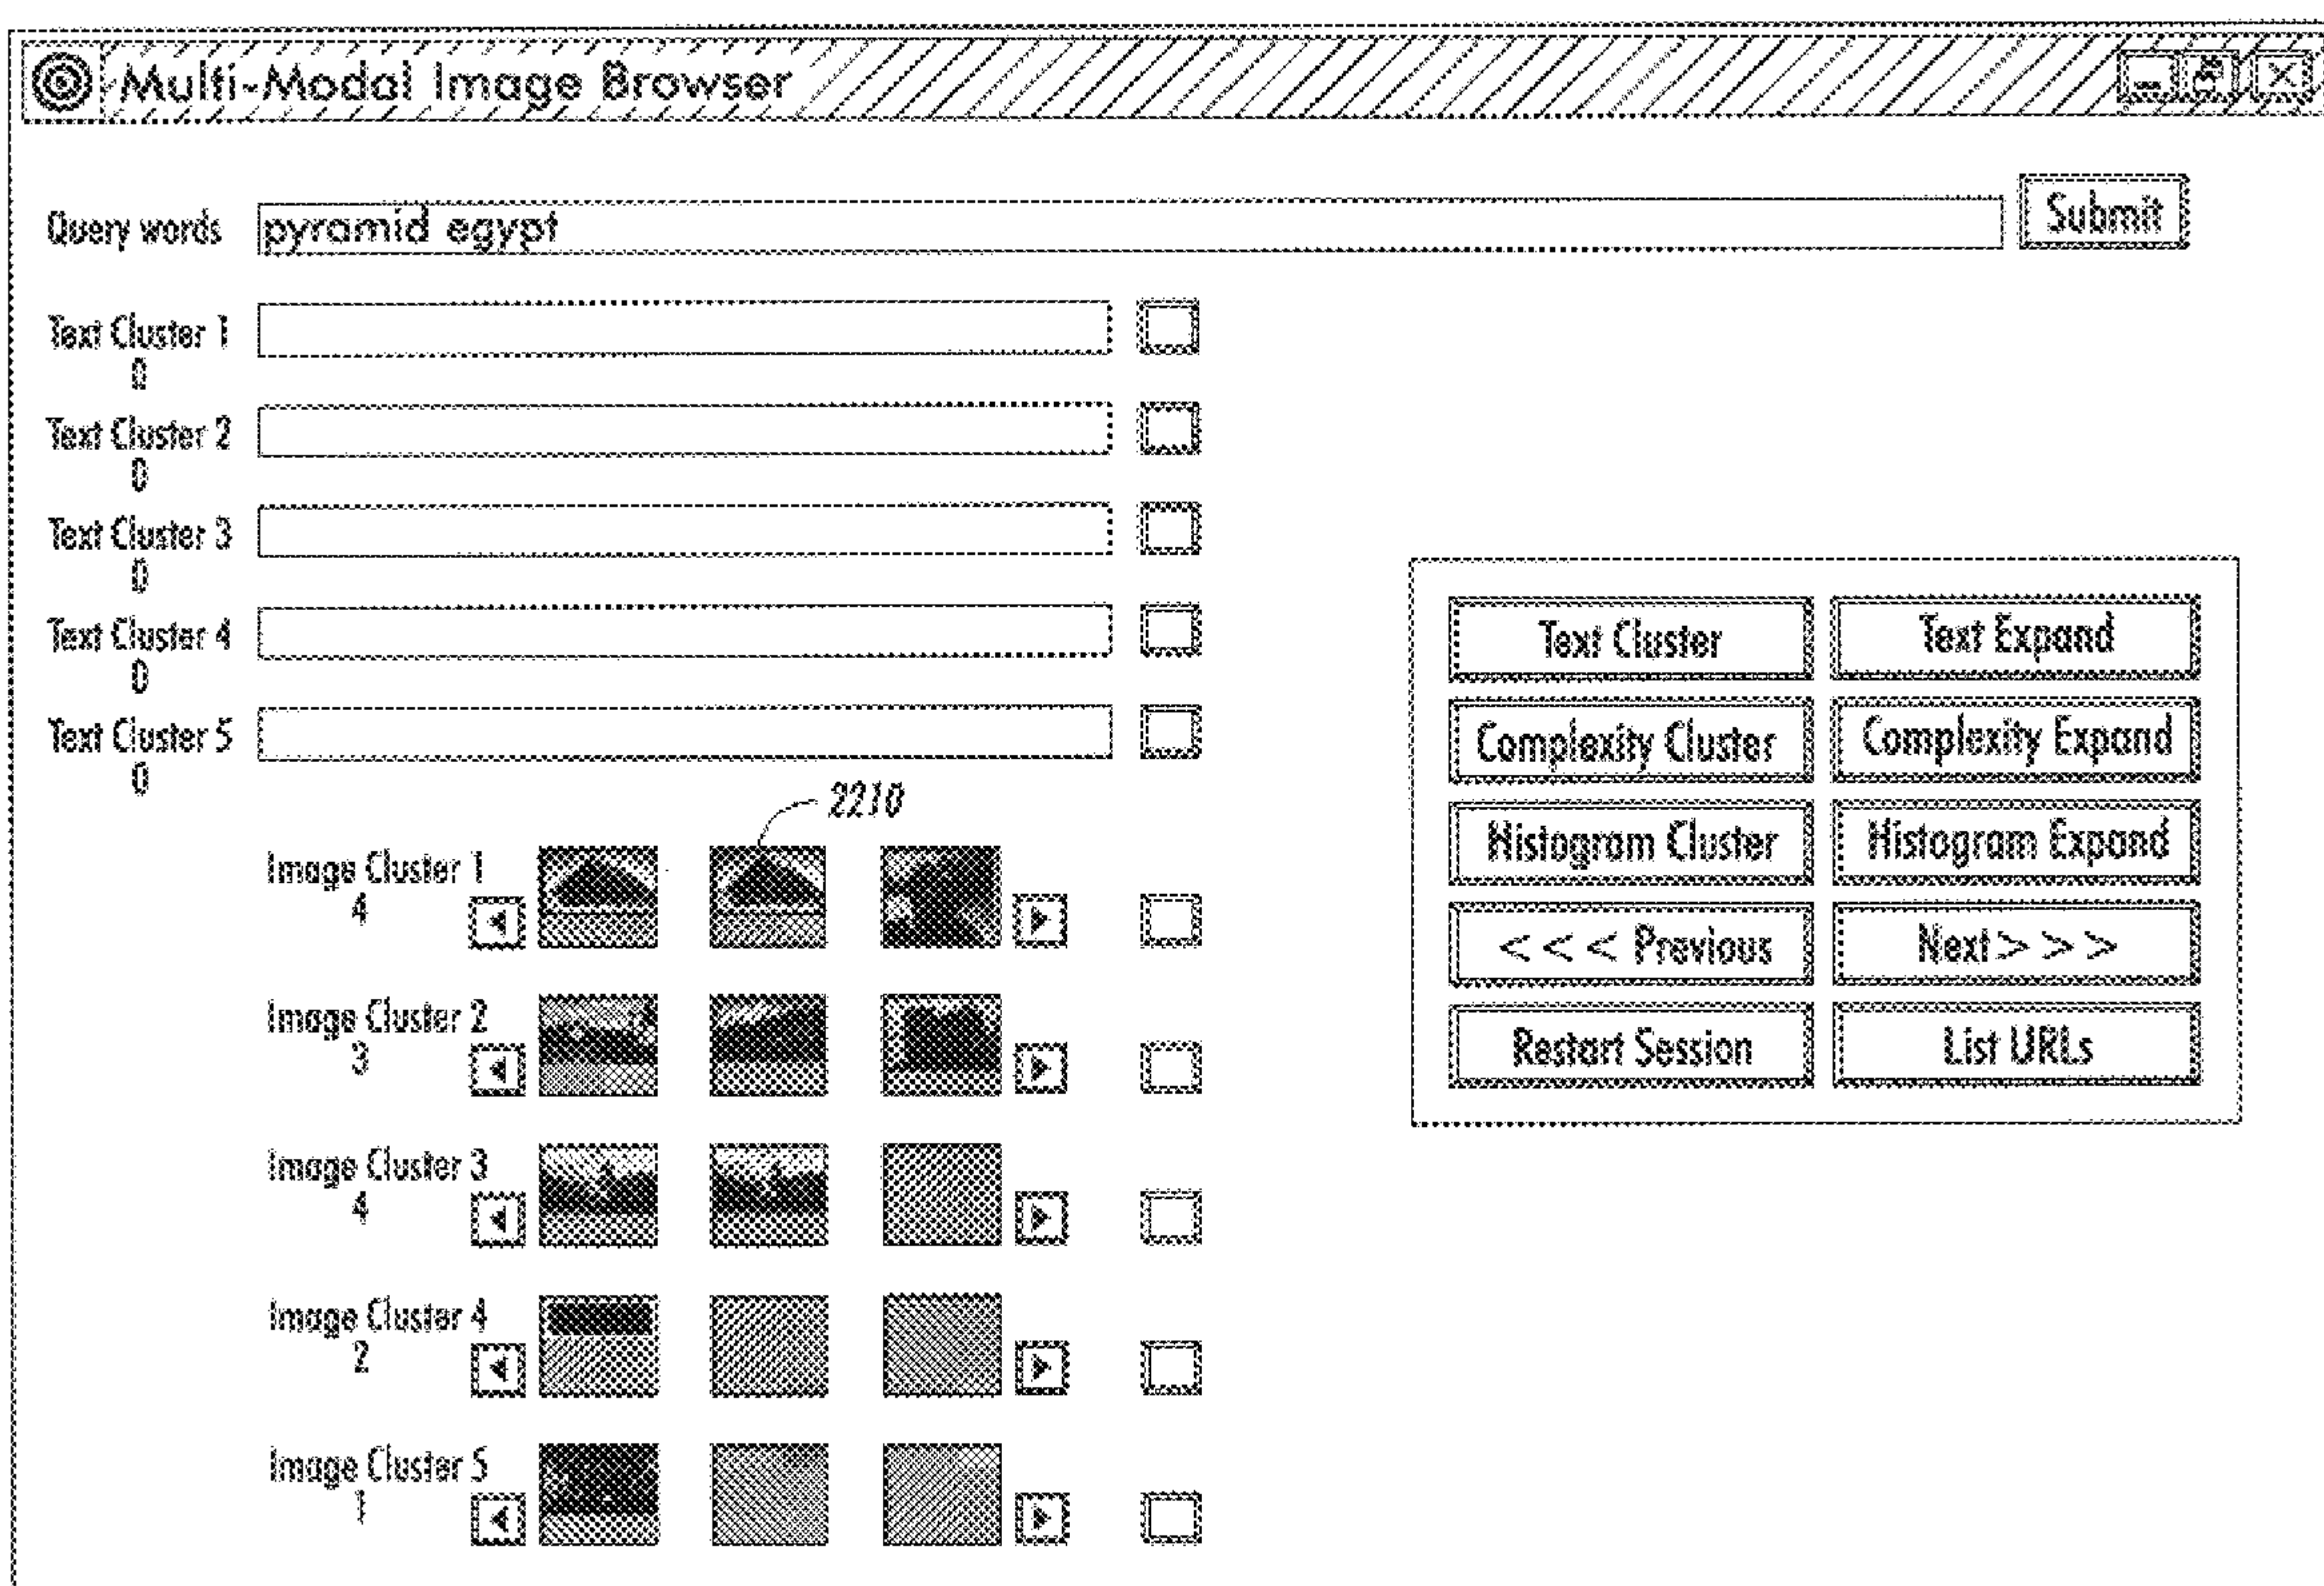 Multi-Modal Image Browser
Query words pyramid egypt Submit
Text Cluster 1
0
Text Cluster 2
0
Text Cluster 3
0
Text Cluster 4
0
Text Cluster 5
0
2210
Image Cluster 1
4
Image Cluster 2
3
Image Cluster 3
4
Image Cluster 4
2
Image Cluster 5
1
Text Cluster Text Expand
Complexity Cluster Complexity Expand
Histogram Cluster Histogram Expand
< < < Previous Next > > >
Restart Session List URLs